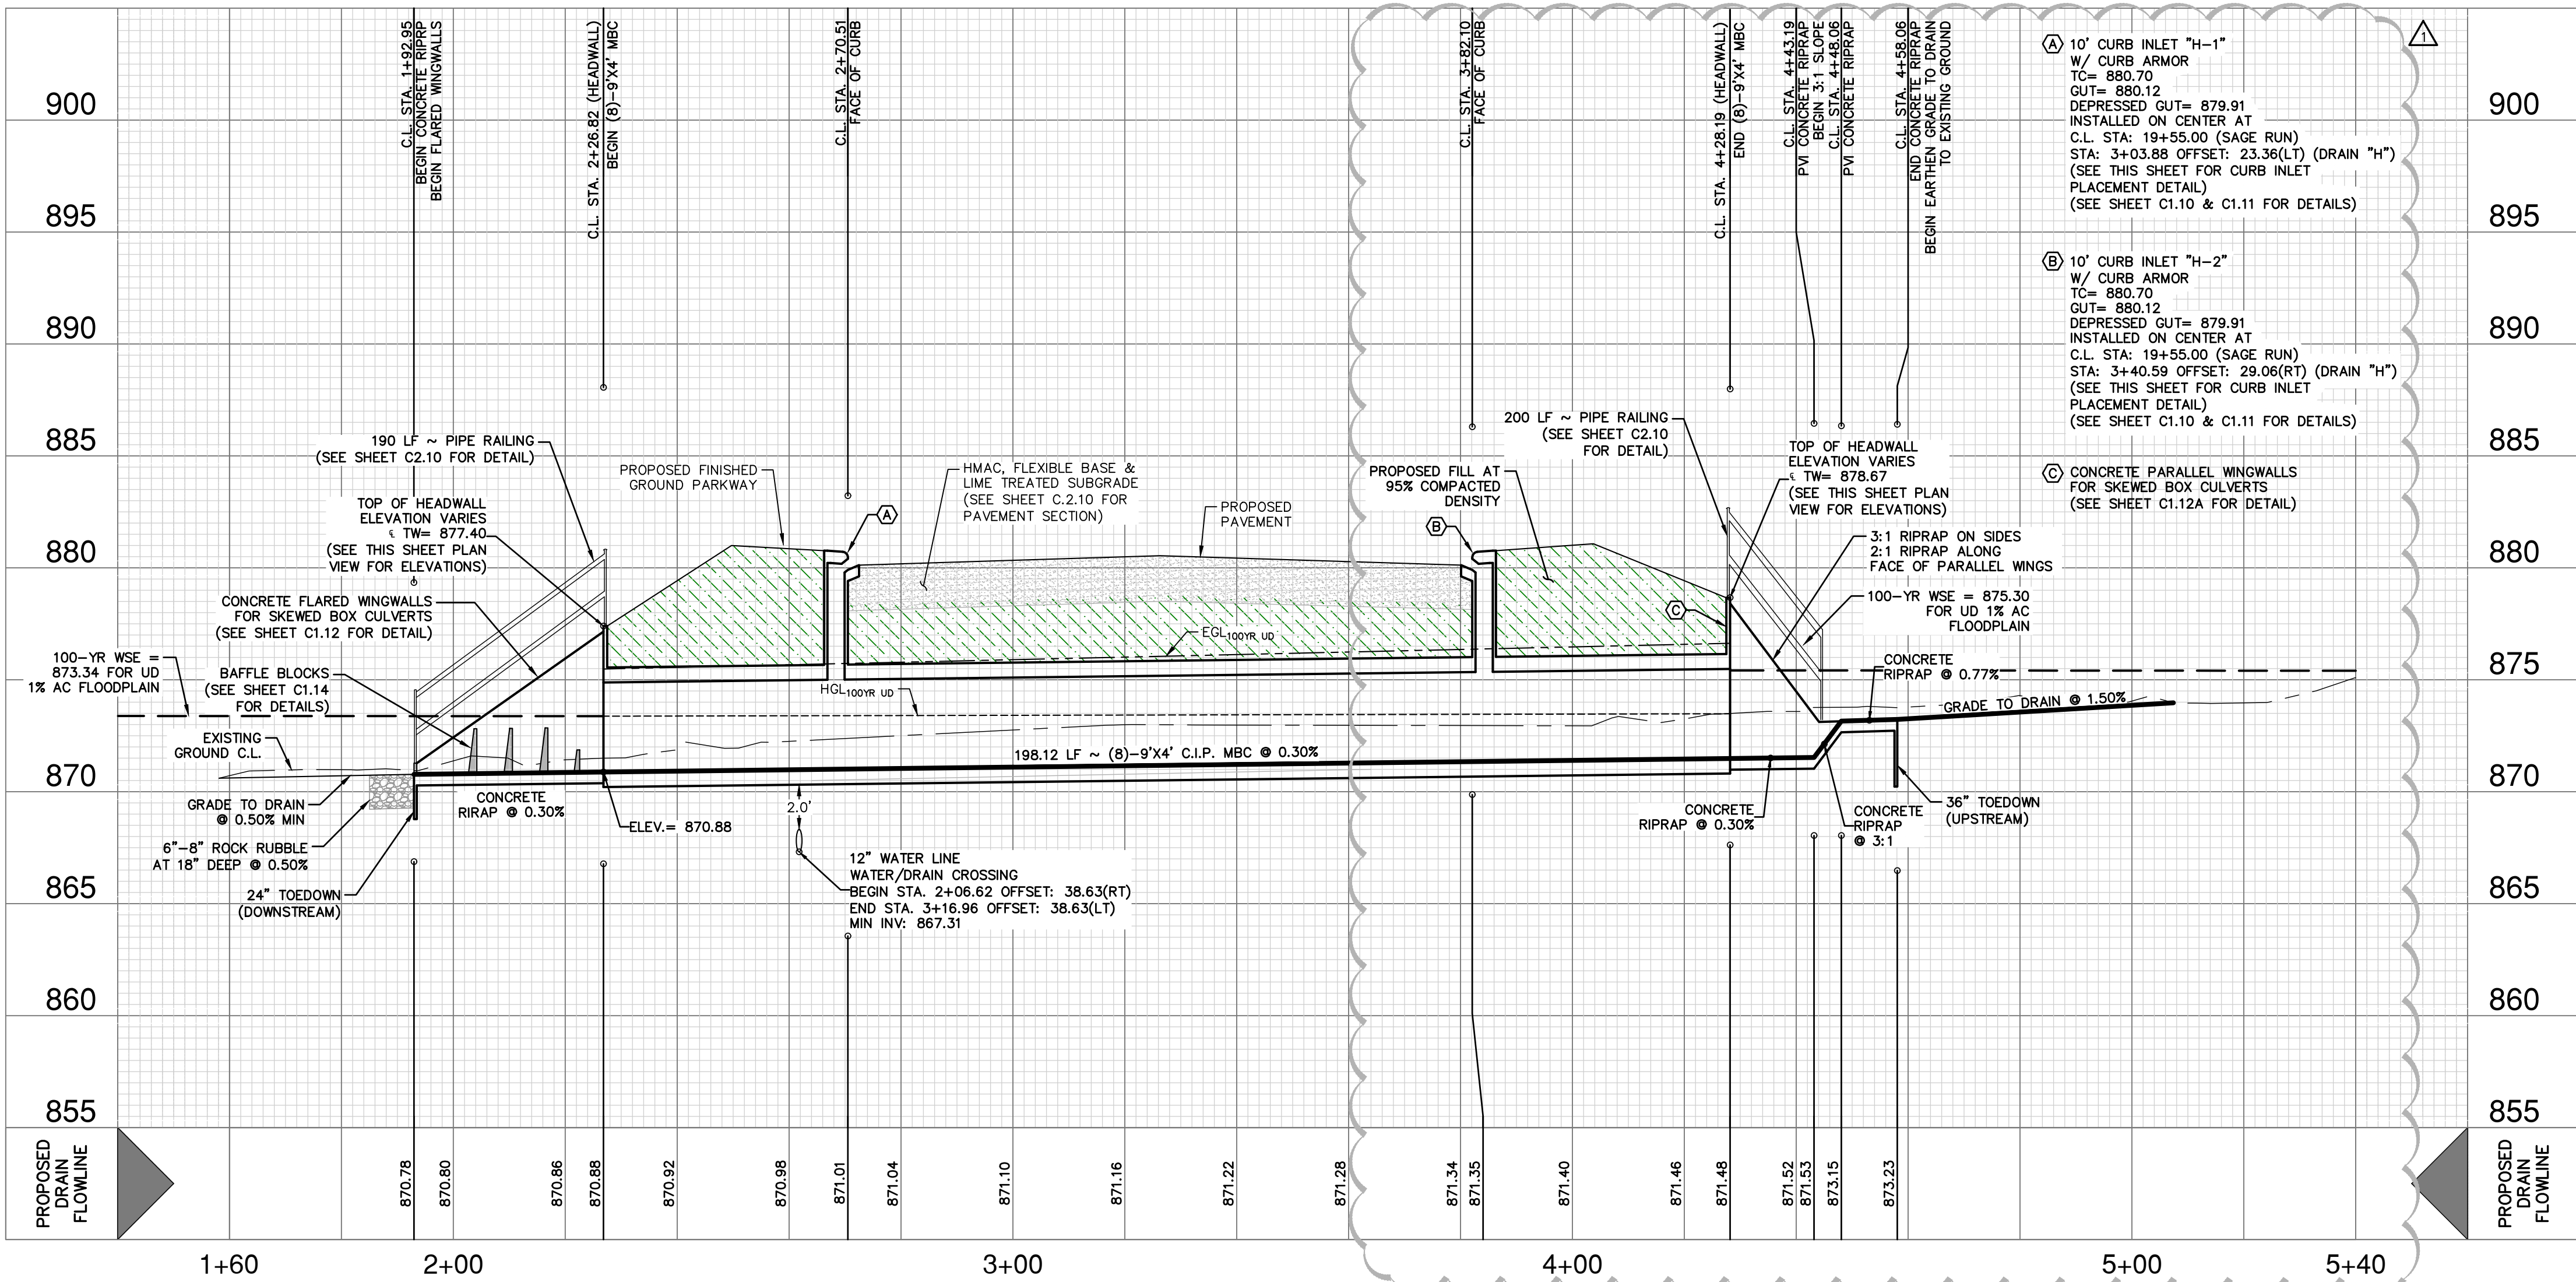 C.L. STA. 1+92.95
BEGIN CONCRETE RIPRP
BEGIN FLARED WINGWALLS
C.L. STA. 2+26.82 (HEADWALL)
BEGIN (8)-9'X4' MBC
C.L. STA. 2+70.51
FACE OF CURB
C.L. STA. 3+82.10
FACE OF CURB
C.L. STA. 4+28.19 (HEADWALL)
END (8)-9'X4' MBC
C.L. STA. 4+43.19
PVI CONCRETE RIPRAP
BEGIN 3:1 SLOPE
C.L. STA. 4+48.06
PVI CONCRETE RIPRAP
C.L. STA. 4+58.06
END CONCRETE RIPRAP
BEGIN EARTHEN GRADE TO DRAIN
TO EXISTING GROUND
1
A
10' CURB INLET "H-1"
W/ CURB ARMOR
TC= 880.70
GUT= 880.12
DEPRESSED GUT= 879.91
INSTALLED ON CENTER AT
C.L. STA: 19+55.00 (SAGE RUN)
STA: 3+03.88 OFFSET: 23.36(LT) (DRAIN "H")
(SEE THIS SHEET FOR CURB INLET
PLACEMENT DETAIL)
(SEE SHEET C1.10 & C1.11 FOR DETAILS)
B
10' CURB INLET "H-2"
W/ CURB ARMOR
TC= 880.70
GUT= 880.12
DEPRESSED GUT= 879.91
INSTALLED ON CENTER AT
C.L. STA: 19+55.00 (SAGE RUN)
STA: 3+40.59 OFFSET: 29.06(RT) (DRAIN "H")
(SEE THIS SHEET FOR CURB INLET
PLACEMENT DETAIL)
(SEE SHEET C1.10 & C1.11 FOR DETAILS)
C
CONCRETE PARALLEL WINGWALLS
FOR SKEWED BOX CULVERTS
(SEE SHEET C1.12A FOR DETAIL)
900
895
890
885
880
875
870
865
860
855
900
895
890
885
880
875
870
865
860
855
190 LF ~ PIPE RAILING
(SEE SHEET C2.10 FOR DETAIL)
TOP OF HEADWALL
ELEVATION VARIES
℄ TW= 877.40
(SEE THIS SHEET PLAN
VIEW FOR ELEVATIONS)
CONCRETE FLARED WINGWALLS
FOR SKEWED BOX CULVERTS
(SEE SHEET C1.12 FOR DETAIL)
100-YR WSE =
873.34 FOR UD
1% AC FLOODPLAIN
BAFFLE BLOCKS
(SEE SHEET C1.14
FOR DETAILS)
EXISTING
GROUND C.L.
GRADE TO DRAIN
@ 0.50% MIN
6"-8" ROCK RUBBLE
AT 18" DEEP @ 0.50%
24" TOEDOWN
(DOWNSTREAM)
CONCRETE
RIRAP @ 0.30%
ELEV.= 870.88
2.0'
12" WATER LINE
WATER/DRAIN CROSSING
BEGIN STA. 2+06.62 OFFSET: 38.63(RT)
END STA. 3+16.96 OFFSET: 38.63(LT)
MIN INV: 867.31
PROPOSED FINISHED
GROUND PARKWAY
A
HMAC, FLEXIBLE BASE &
LIME TREATED SUBGRADE
(SEE SHEET C.2.10 FOR
PAVEMENT SECTION)
PROPOSED
PAVEMENT
EGL100YR UD
HGL100YR UD
198.12 LF ~ (8)-9'X4' C.I.P. MBC @ 0.30%
200 LF ~ PIPE RAILING
(SEE SHEET C2.10
FOR DETAIL)
PROPOSED FILL AT
95% COMPACTED
DENSITY
B
C
TOP OF HEADWALL
ELEVATION VARIES
℄ TW= 878.67
(SEE THIS SHEET PLAN
VIEW FOR ELEVATIONS)
3:1 RIPRAP ON SIDES
2:1 RIPRAP ALONG
FACE OF PARALLEL WINGS
100-YR WSE = 875.30
FOR UD 1% AC
FLOODPLAIN
CONCRETE
RIPRAP @ 0.77%
GRADE TO DRAIN @ 1.50%
CONCRETE
RIPRAP @ 0.30%
CONCRETE
RIPRAP
@ 3:1
36" TOEDOWN
(UPSTREAM)
PROPOSED
DRAIN
FLOWLINE
870.78
870.80
870.86
870.88
870.92
870.98
871.01
871.04
871.10
871.16
871.22
871.28
871.34
871.35
871.40
871.46
871.48
871.52
871.53
873.15
873.23
PROPOSED
DRAIN
FLOWLINE
1+60
2+00
3+00
4+00
5+00
5+40